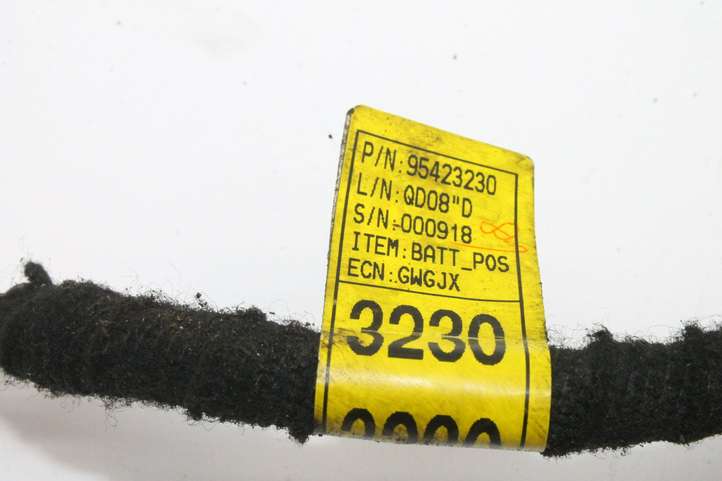 P/N:95423230
L/N:QD08"D
S/N:-000918
ITEM:BATT_POS
ECN:GWGJX
3230